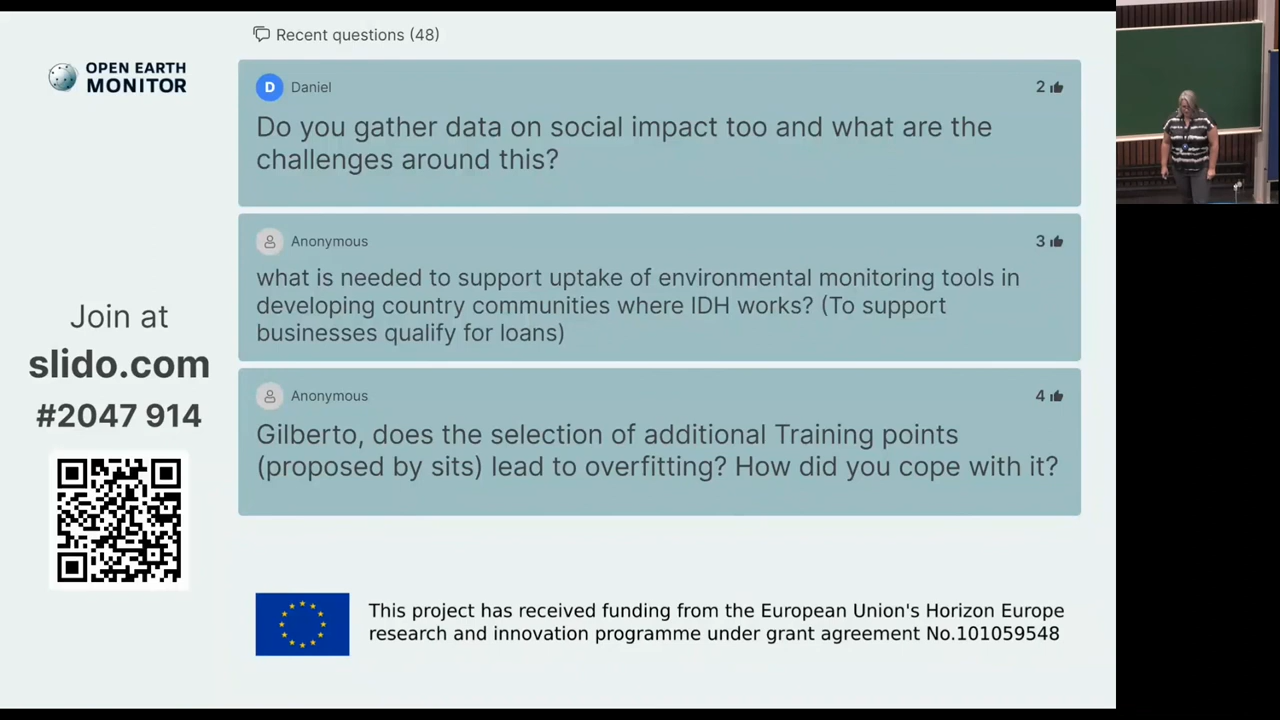 Recent questions (48)
OPEN EARTH
MONITOR
D Daniel 2
Do you gather data on social impact too and what are the
challenges around this?
Anonymous 3
what is needed to support uptake of environmental monitoring tools in
developing country communities where IDH works? (To support
businesses qualify for loans)
Anonymous 4
Gilberto, does the selection of additional Training points
(proposed by sits) lead to overfitting? How did you cope with it?
Join at
slido.com
#2047 914
This project has received funding from the European Union's Horizon Europe
research and innovation programme under grant agreement No.101059548